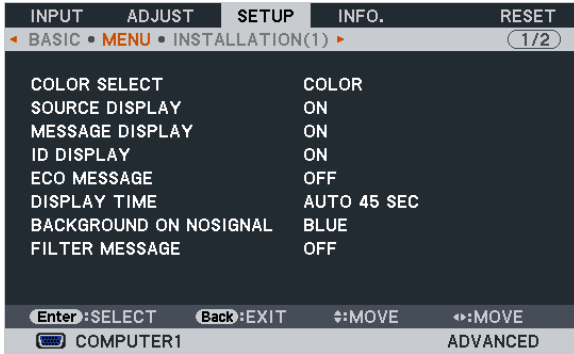 INPUT ADJUST SETUP INFO. RESET
◂ BASIC • MENU • INSTALLATION(1) ▸ 1/2
COLOR SELECT COLOR
SOURCE DISPLAY ON
MESSAGE DISPLAY ON
ID DISPLAY ON
ECO MESSAGE OFF
DISPLAY TIME AUTO 45 SEC
BACKGROUND ON NOSIGNAL BLUE
FILTER MESSAGE OFF
Enter:SELECT Back:EXIT ⬍:MOVE ⬌:MOVE
COMPUTER1 ADVANCED